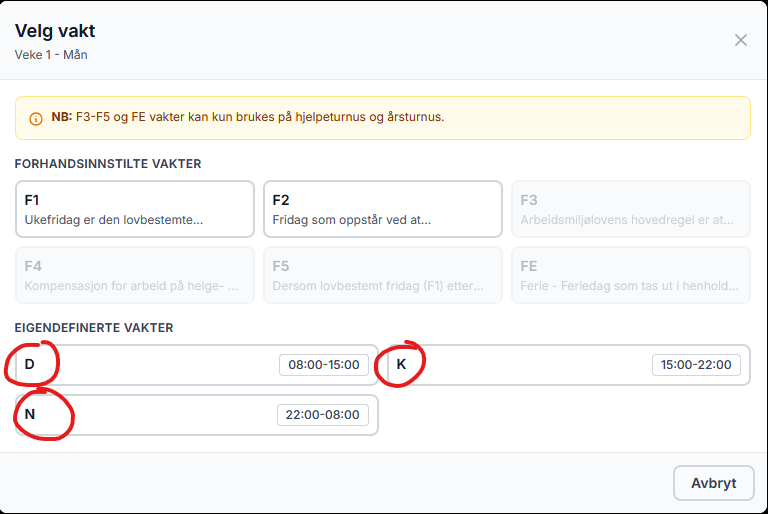 Velg vakt
Veke 1 - Mån
NB: F3-F5 og FE vakter kan kun brukes på hjelpeturnus og årsturnus.
FORHANDSINNSTILTE VAKTER
F1
Ukefridag er den lovbestemte...
F2
Fridag som oppstår ved at...
F3
Arbeidsmiljølovens hovedregel er at...
F4
Kompensasjon for arbeid på helge- ...
F5
Dersom lovbestemt fridag (F1) etter...
FE
Ferie - Feriedag som tas ut i henhold...
EIGENDEFINERTE VAKTER
D 08:00-15:00
K 15:00-22:00
N 22:00-08:00
Avbryt